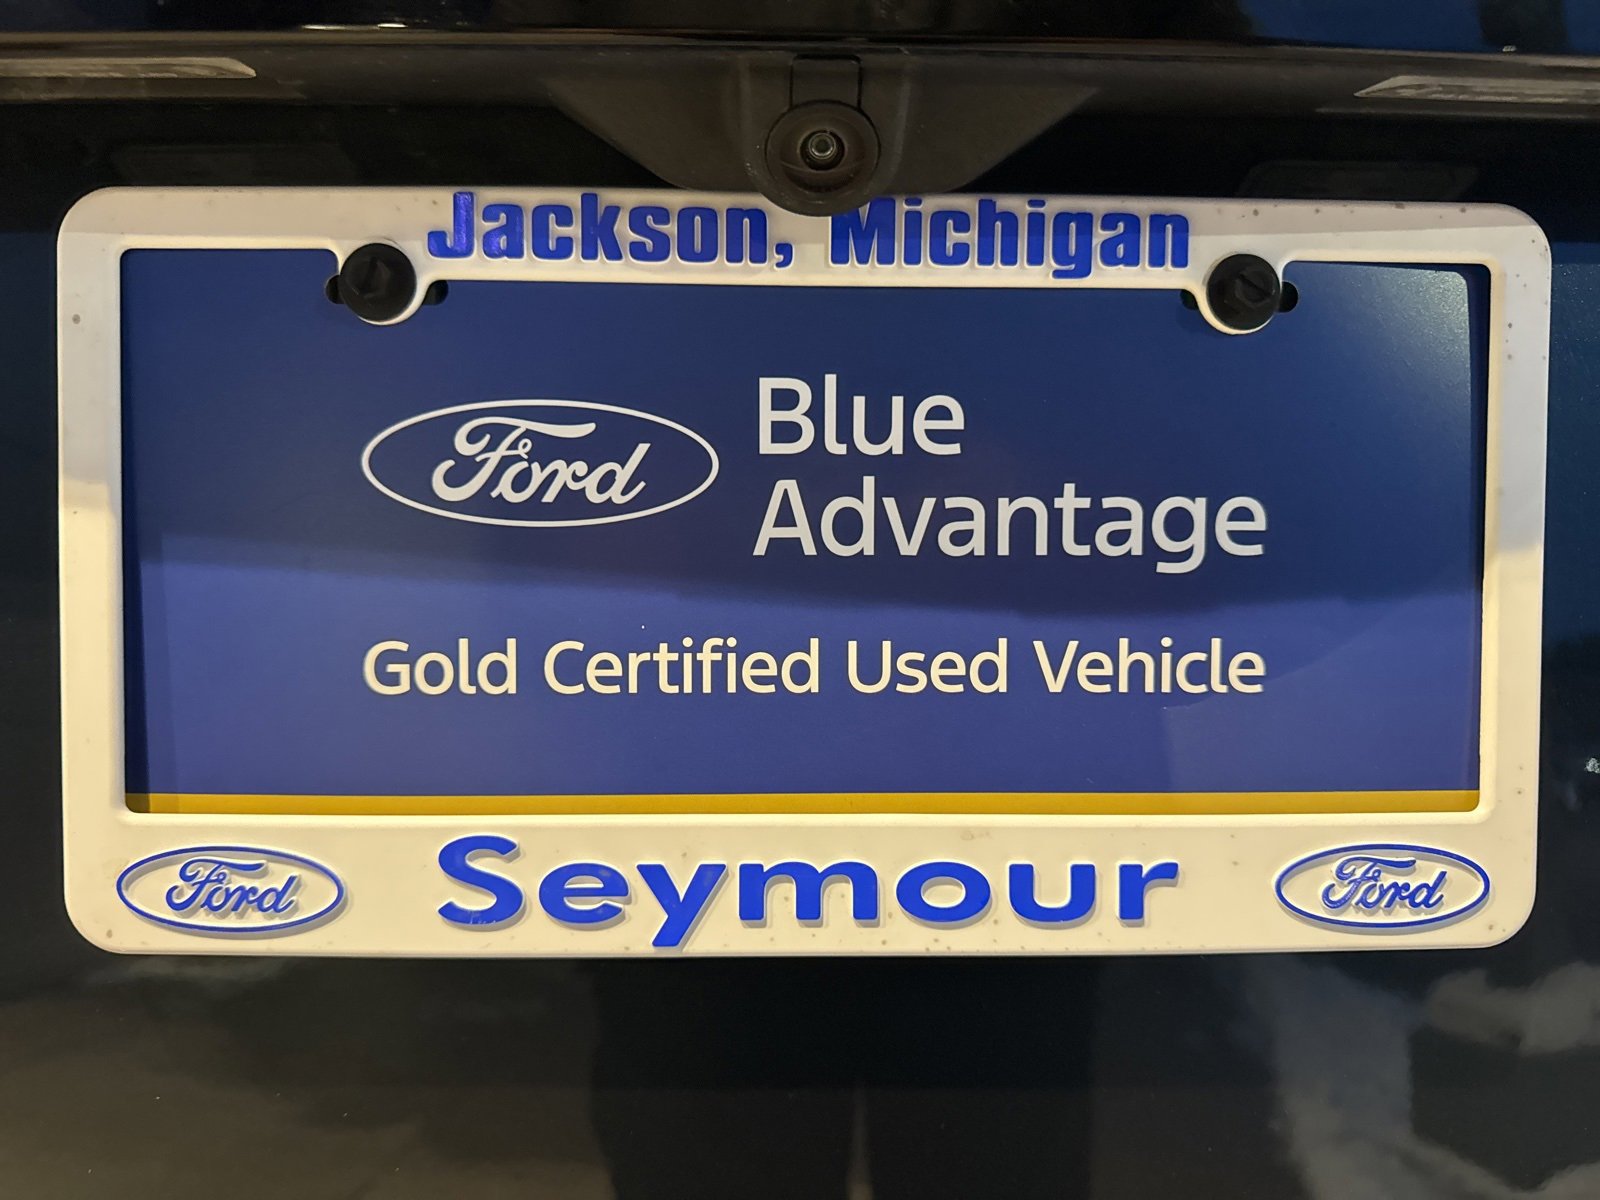 Jackson, Michigan
Ford
Blue
Advantage
Gold Certified Used Vehicle
Ford Seymour Ford